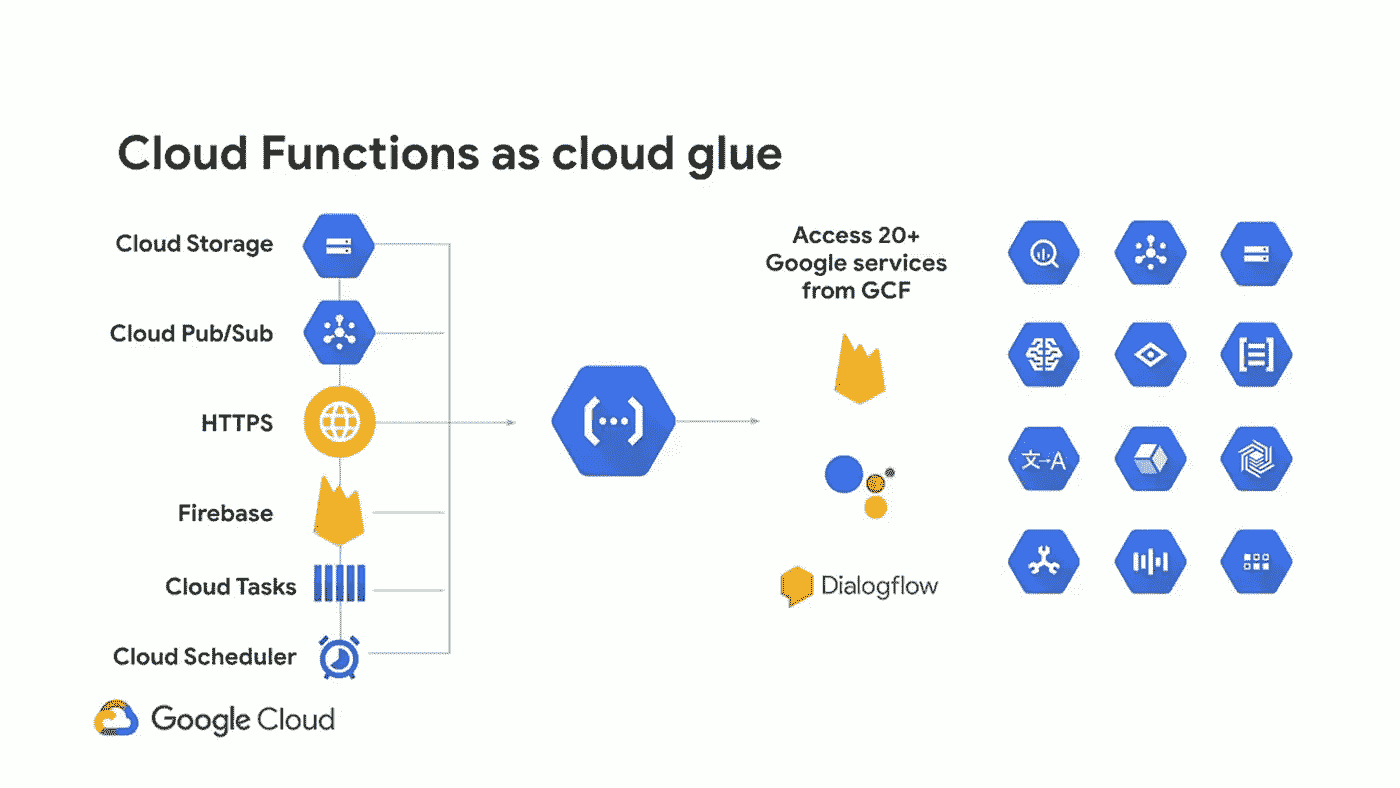 Cloud Functions as cloud glue
Cloud Storage
Cloud Pub/Sub
HTTPS
Firebase
Cloud Tasks
Cloud Scheduler
Access 20+
Google services
from GCF
Dialogflow
文→A
Google Cloud